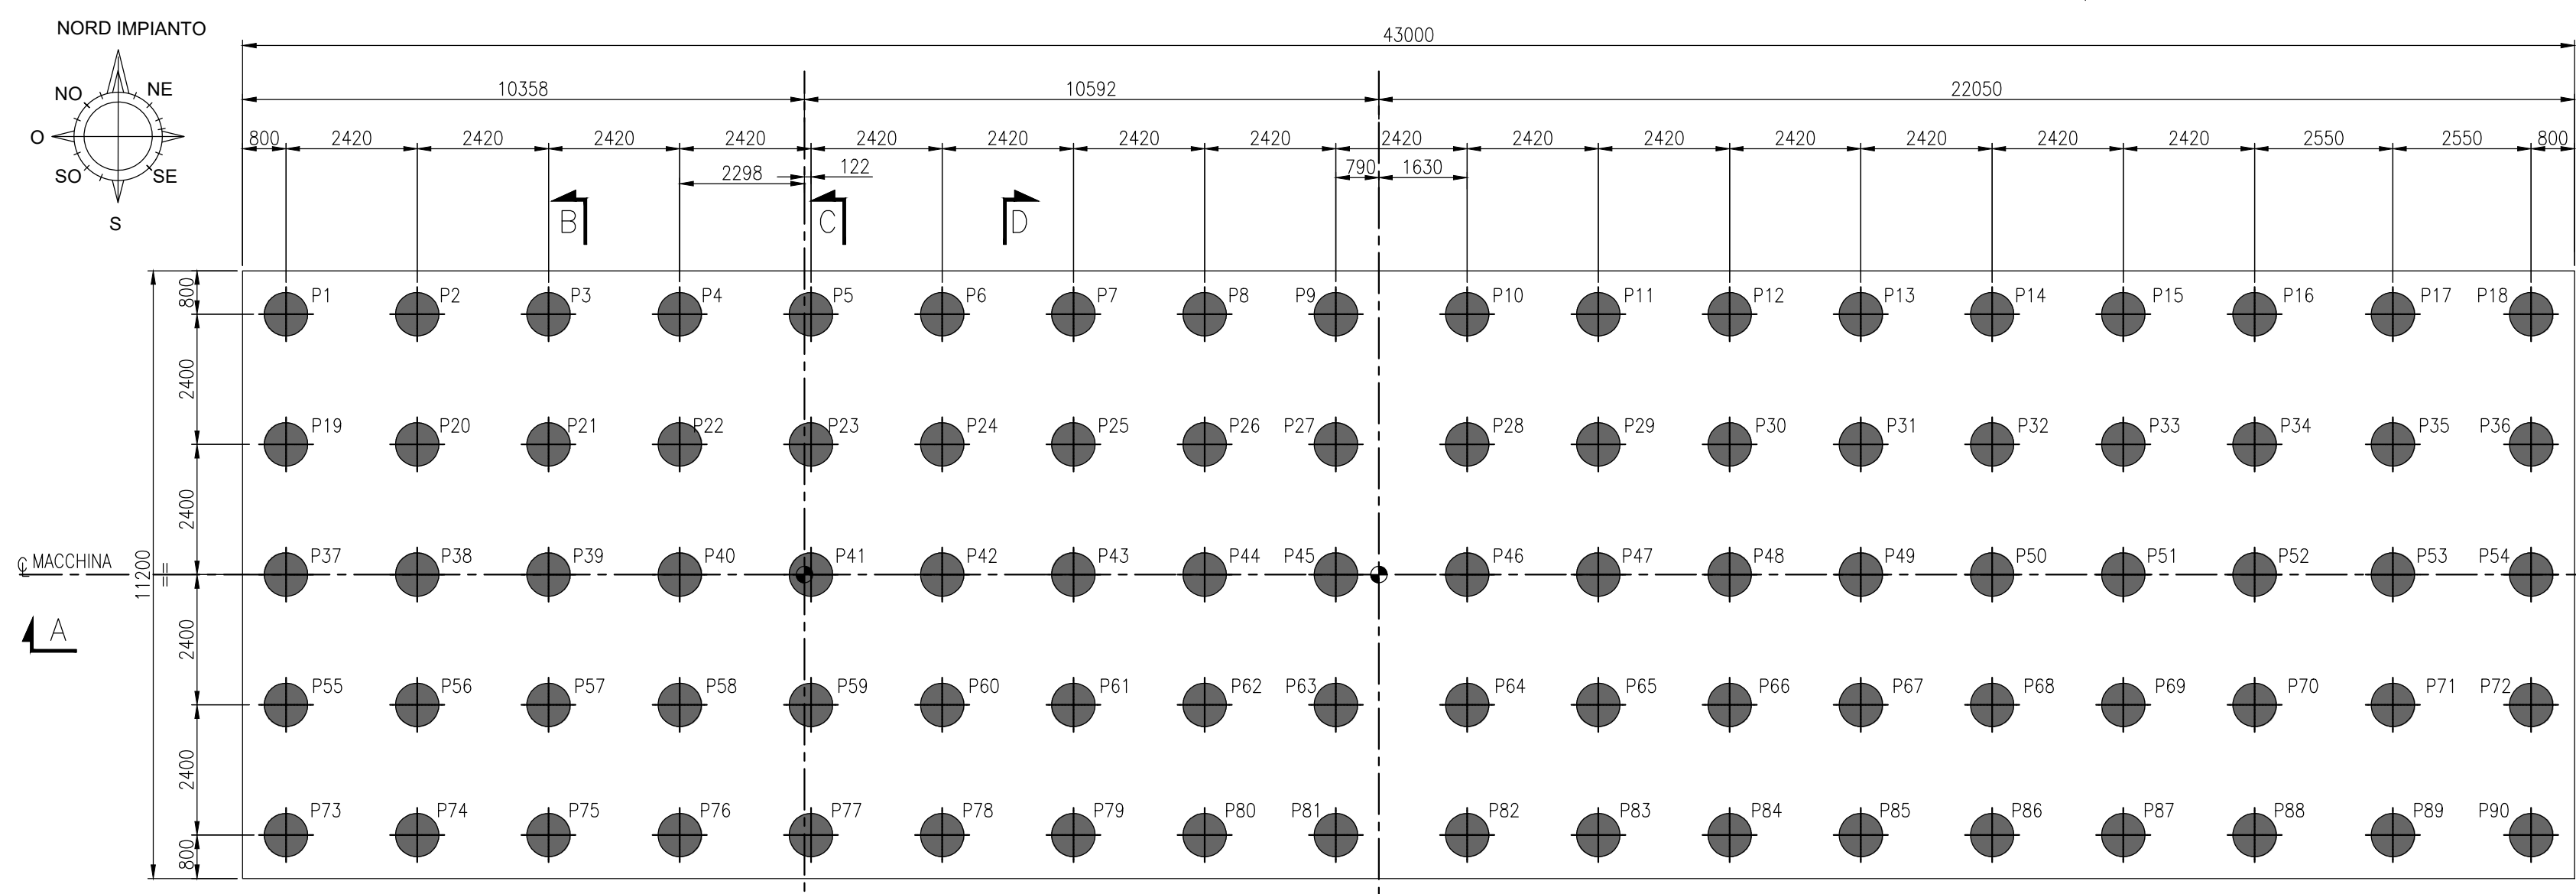 NORD IMPIANTO
NO
NE
O
SO
SE
S
43000
10358 10592 22050
800 2420 2420 2420 2420 2420 2420 2420 2420 2420 2420 2420 2420 2420 2420 2420 2550 2550 800
2298 122 790 1630
B C D
800
P1 P2 P3 P4 P5 P6 P7 P8 P9 P10 P11 P12 P13 P14 P15 P16 P17 P18
2400
P19 P20 P21 P22 P23 P24 P25 P26 P27 P28 P29 P30 P31 P32 P33 P34 P35 P36
2400
℄ MACCHINA
11200
=
P37 P38 P39 P40 P41 P42 P43 P44 P45 P46 P47 P48 P49 P50 P51 P52 P53 P54
A
2400
P55 P56 P57 P58 P59 P60 P61 P62 P63 P64 P65 P66 P67 P68 P69 P70 P71 P72
2400
P73 P74 P75 P76 P77 P78 P79 P80 P81 P82 P83 P84 P85 P86 P87 P88 P89 P90
800